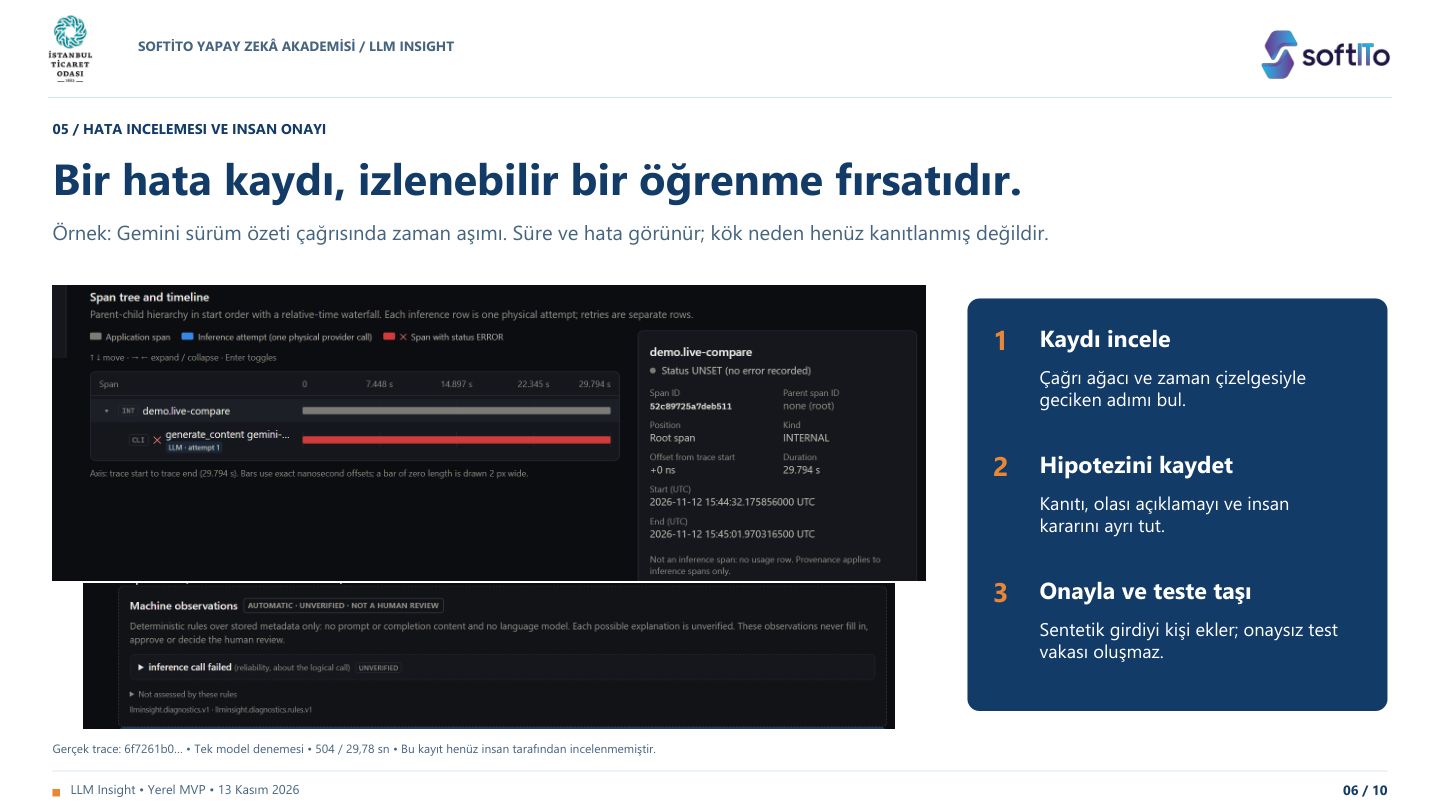 İSTANBUL
TİCARET
ODASI
SOFTİTO YAPAY ZEKÂ AKADEMİSİ / LLM INSIGHT
softITo
05 / HATA INCELEMESI VE INSAN ONAYI
Bir hata kaydı, izlenebilir bir öğrenme fırsatıdır.
Örnek: Gemini sürüm özeti çağrısında zaman aşımı. Süre ve hata görünür; kök neden henüz kanıtlanmış değildir.
Span tree and timeline
Parent-child hierarchy in start order with a relative-time waterfall. Each inference row is one physical attempt; retries are separate rows.
Application span Inference attempt (one physical provider call) × Span with status ERROR
↑ ↓ move · → ← expand / collapse · Enter toggles
Span 0 7.448 s 14.897 s 22.345 s 29.794 s
INT demo.live-compare
CLI × generate_content gemini-...
LLM · attempt 1
Axis: trace start to trace end (29.794 s). Bars use exact nanosecond offsets; a bar of zero length is drawn 2 px wide.
demo.live-compare
Status UNSET (no error recorded)
Span ID Parent span ID
52c89725a7deb511 none (root)
Position Kind
Root span INTERNAL
Offset from trace start Duration
+0 ns 29.794 s
Start (UTC)
2026-11-12 15:44:32.175856000 UTC
End (UTC)
2026-11-12 15:45:01.970316500 UTC
Not an inference span: no usage row. Provenance applies to
inference spans only.
Machine observations AUTOMATIC · UNVERIFIED · NOT A HUMAN REVIEW
Deterministic rules over stored metadata only: no prompt or completion content and no language model. Each possible explanation is unverified. These observations never fill in,
approve or decide the human review.
inference call failed (reliability, about the logical call) UNVERIFIED
Not assessed by these rules
llminsight.diagnostics.v1 · llminsight.diagnostics.rules.v1
1 Kaydı incele
Çağrı ağacı ve zaman çizelgesiyle
geciken adımı bul.
2 Hipotezini kaydet
Kanıtı, olası açıklamayı ve insan
kararını ayrı tut.
3 Onayla ve teste taşı
Sentetik girdiyi kişi ekler; onaysız test
vakası oluşmaz.
Gerçek trace: 6f7261b0... • Tek model denemesi • 504 / 29,78 sn • Bu kayıt henüz insan tarafından incelenmemiştir.
LLM Insight • Yerel MVP • 13 Kasım 2026
06 / 10